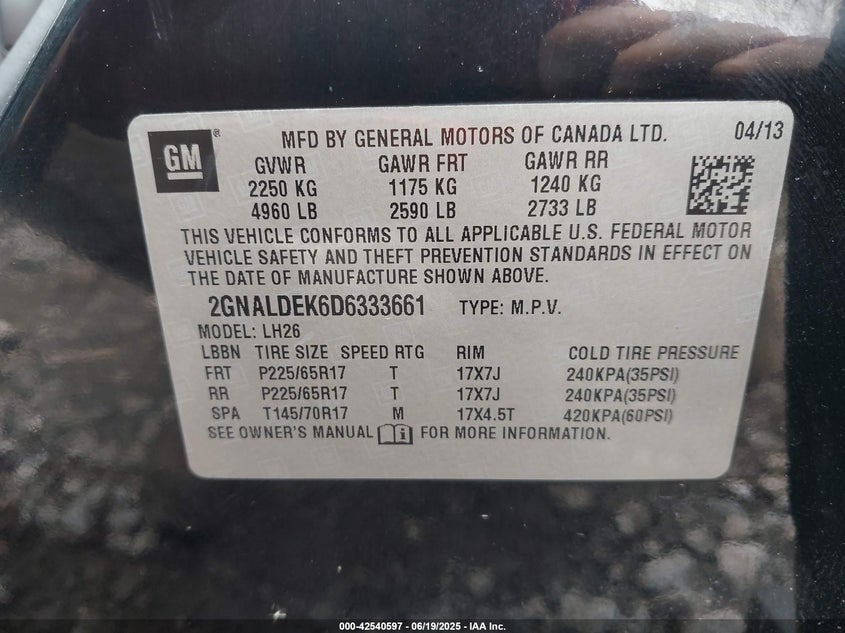 GM ®
MFD BY GENERAL MOTORS OF CANADA LTD. 04/13
GVWR GAWR FRT GAWR RR
2250 KG 1175 KG 1240 KG
4960 LB 2590 LB 2733 LB
THIS VEHICLE CONFORMS TO ALL APPLICABLE U.S. FEDERAL MOTOR
VEHICLE SAFETY AND THEFT PREVENTION STANDARDS IN EFFECT ON
THE DATE OF MANUFACTURE SHOWN ABOVE.
2GNALDEK6D6333661 TYPE: M.P.V.
MODEL: LH26
LBBN TIRE SIZE SPEED RTG RIM COLD TIRE PRESSURE
FRT P225/65R17 T 17X7J 240KPA(35PSI)
RR P225/65R17 T 17X7J 240KPA(35PSI)
SPA T145/70R17 M 17X4.5T 420KPA(60PSI)
SEE OWNER'S MANUAL FOR MORE INFORMATION.
000-42540597 - 06/19/2025 - IAA Inc.